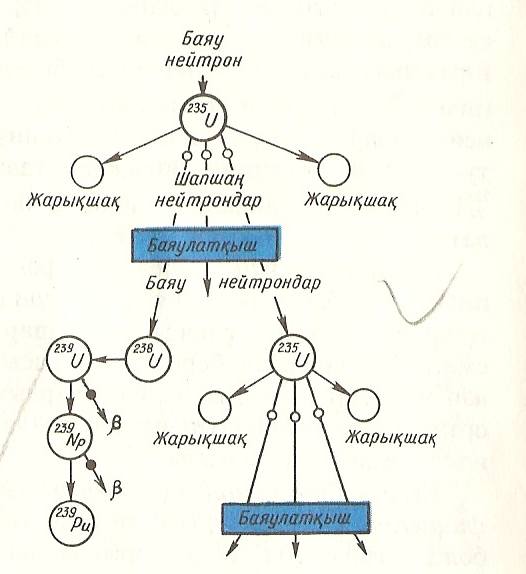 Баяу
нейтрон
²³⁵U
Жарықшақ
Шапшаң
нейтрондар
Жарықшақ
Баяулатқыш
Баяу нейтрондар
²³⁹U
²³⁸U
²³⁵U
β
Жарықшақ
Жарықшақ
²³⁹Np
β
²³⁹Pu
Баяулатқыш